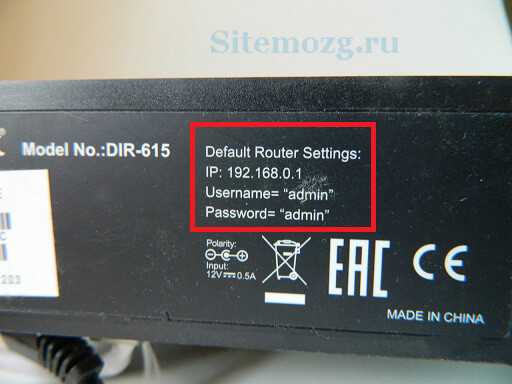 Sitemozg.ru
Model No.:DIR-615
Default Router Settings:
IP: 192.168.0.1
Username= “admin”
Password= “admin”
Polarity:
Input:
12V 0.5A
EAC
CE
MADE IN CHINA